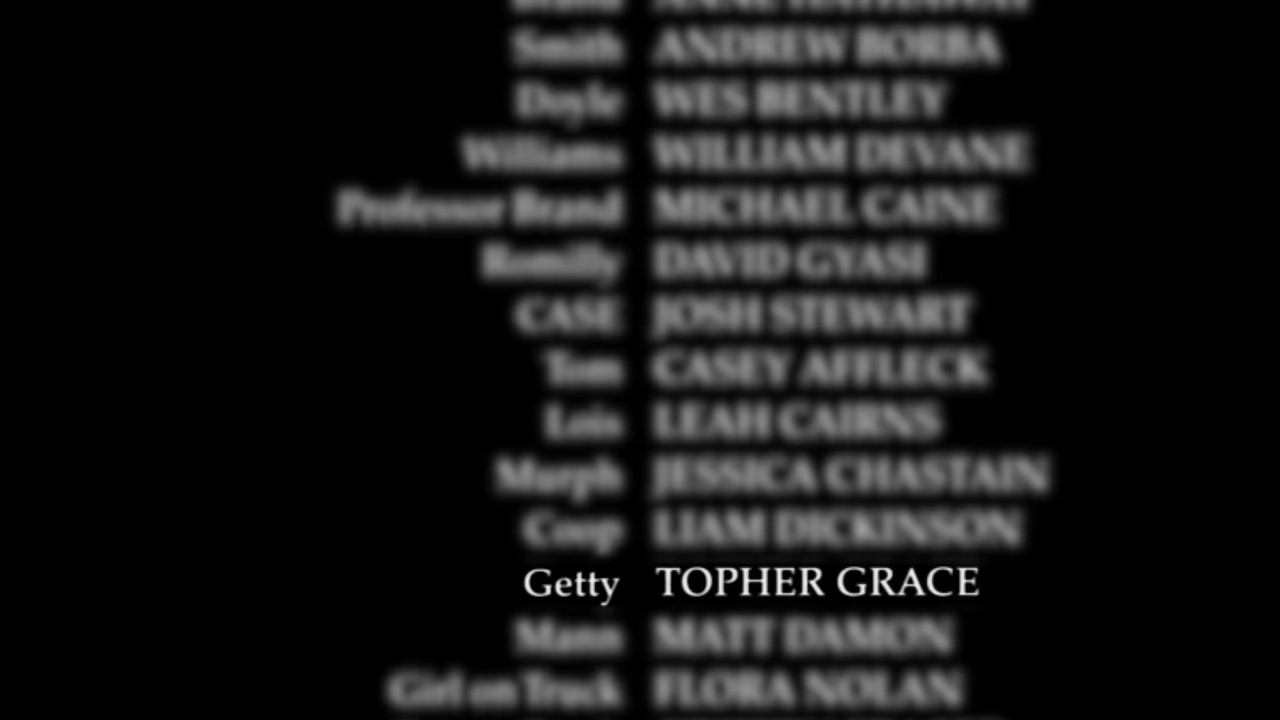 Smith ANDREW BORBA
Doyle WES BENTLEY
Williams WILLIAM DEVANE
Professor Brand MICHAEL CAINE
Romilly DAVID GYASI
CASE JOSH STEWART
Tom CASEY AFFLECK
Lois LEAH CAIRNS
Murph JESSICA CHASTAIN
Coop LIAM DICKINSON
Getty TOPHER GRACE
Mann MATT DAMON
Girl on Truck FLORA NOLAN